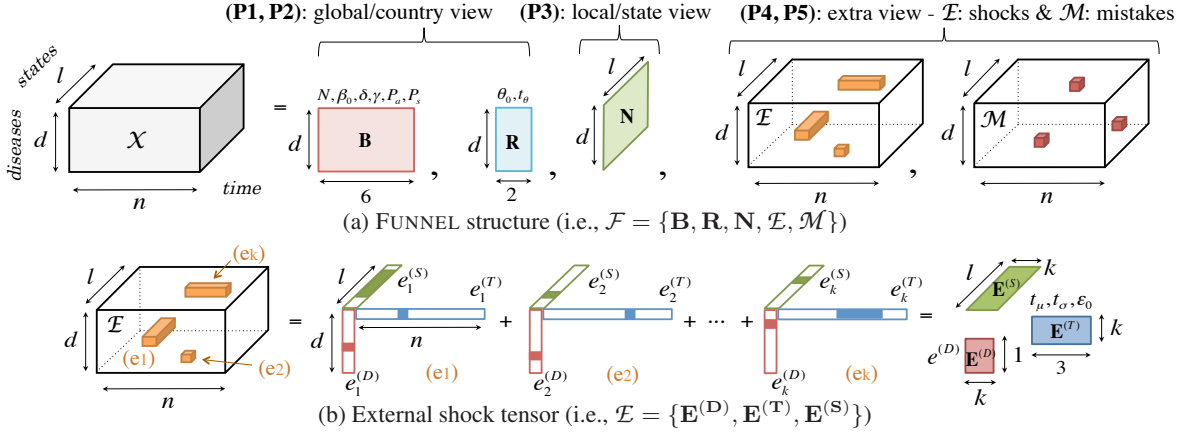 (P1, P2): global/country view (P3): local/state view (P4, P5): extra view - ℰ: shocks & ℳ: mistakes
states l diseases d 𝒳 n time
=
N, β₀, δ, γ, Pₐ, Pₛ
d B 6 ,
θ₀, t_θ
d R 2 ,
l d N ,
l d ℰ n ,
l d ℳ n
(a) FUNNEL structure (i.e., ℱ = {B, R, N, ℰ, ℳ})
l d ℰ n (ek) (e1) (e2)
=
l e₁^(S) e₁^(T) d n e₁^(D) (e1)
+
e₂^(S) e₂^(T) e₂^(D) (e2)
+ ... +
e_k^(S) e_k^(T) e_k^(D) (ek)
=
l k E^(S)
t_μ, t_σ, ε₀
E^(T) k 3
e^(D) E^(D) 1 k
(b) External shock tensor (i.e., ℰ = {E^(D), E^(T), E^(S)})